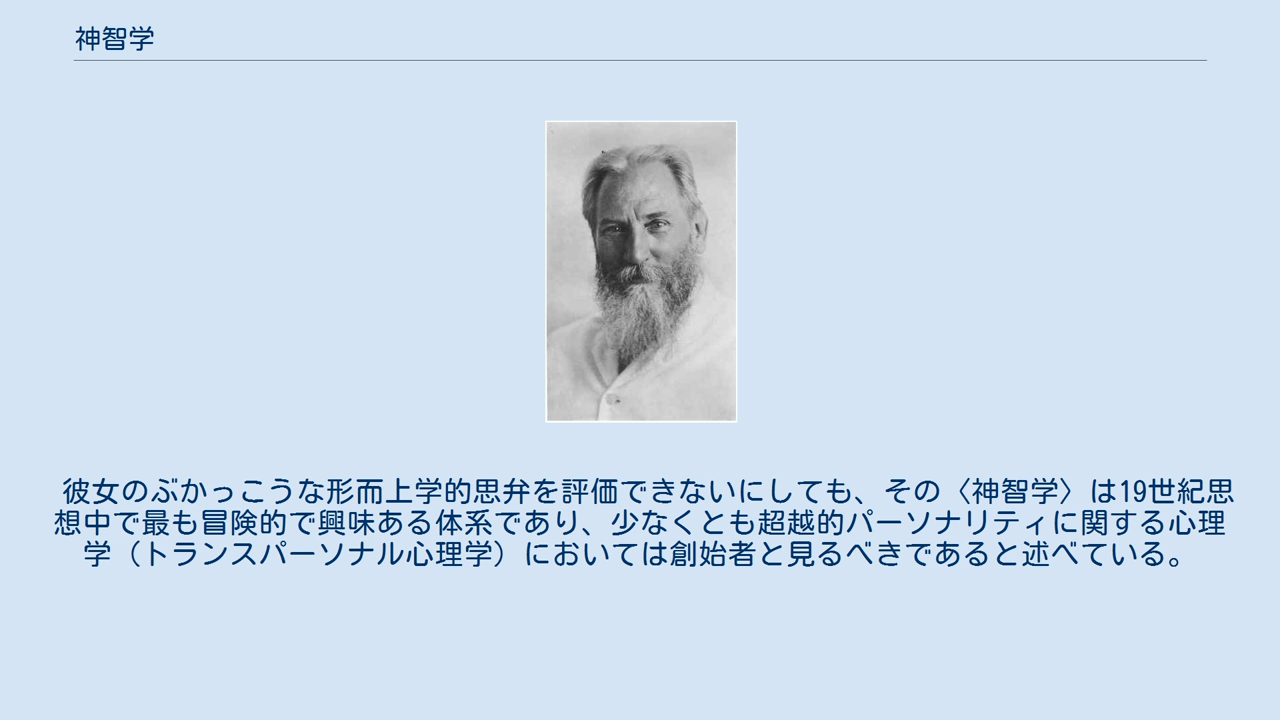 神智学
彼女のぶかっこうな形而上学的思弁を評価できないにしても、その〈神智学〉は19世紀思
想中で最も冒険的で興味ある体系であり、少なくとも超越的パーソナリティに関する心理
学（トランスパーソナル心理学）においては創始者と見るべきであると述べている。